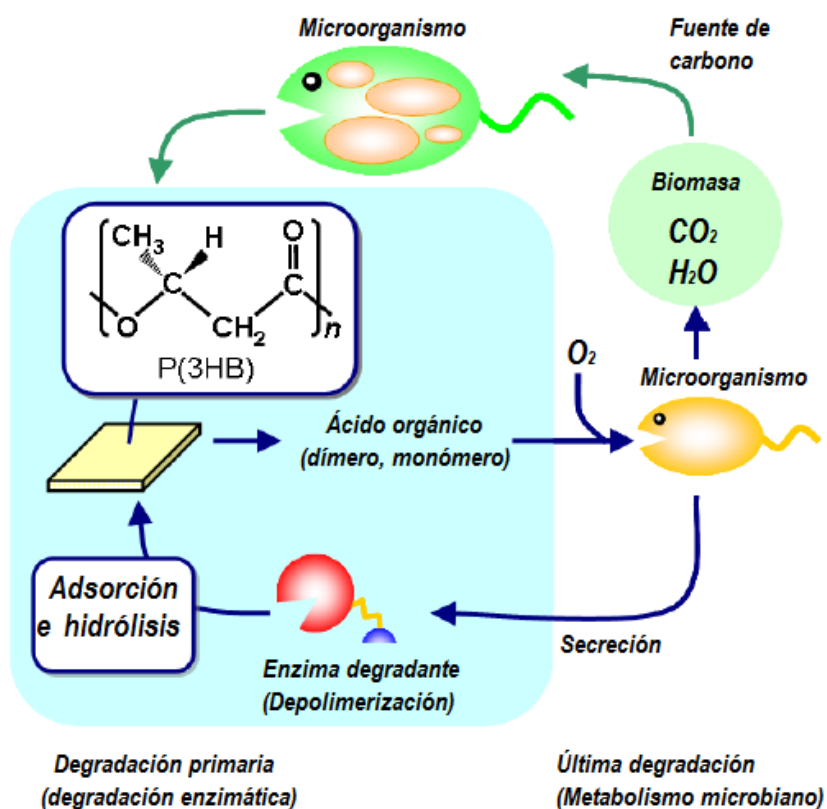 Microorganismo
Fuente de
carbono
Biomasa
CO2
H2O
CH3 H O
C C
O CH2 n
P(3HB)
O2
Microorganismo
Ácido orgánico
(dímero, monómero)
Adsorción
e hidrólisis
Enzima degradante
(Depolimerización)
Secreción
Degradación primaria
(degradación enzimática)
Última degradación
(Metabolismo microbiano)